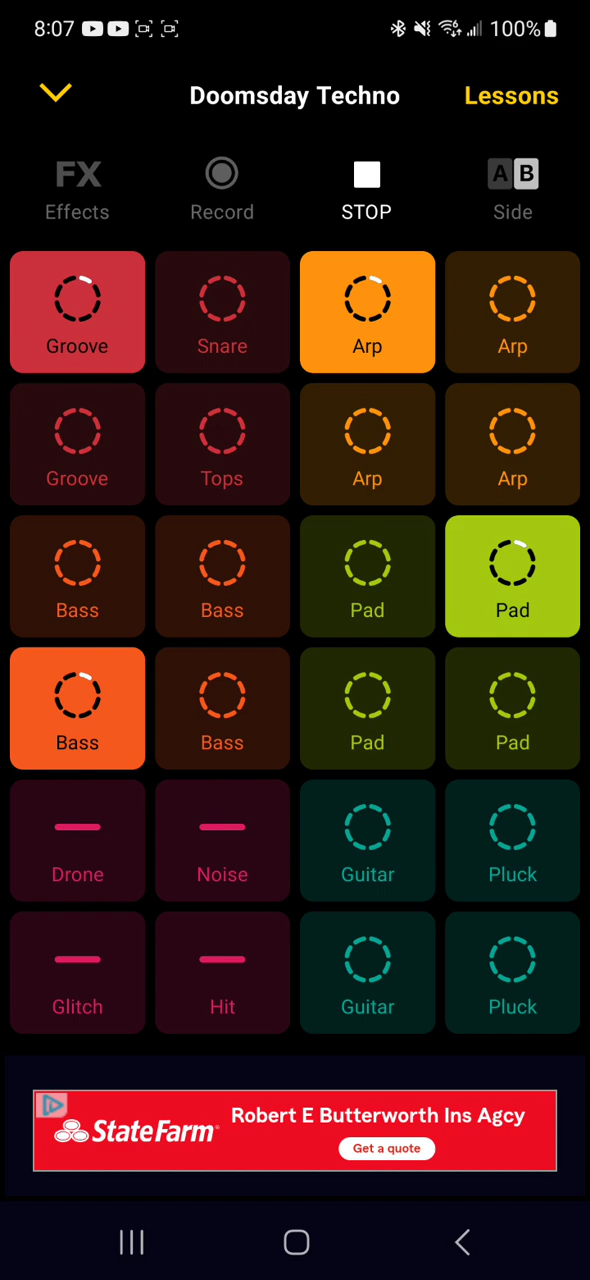 8:07
100%
Doomsday Techno
Lessons
FX
A B
Effects
Record
STOP
Side
Groove
Snare
Arp
Arp
Groove
Tops
Arp
Arp
Bass
Bass
Pad
Pad
Bass
Bass
Pad
Pad
Drone
Noise
Guitar
Pluck
Glitch
Hit
Guitar
Pluck
StateFarm
Robert E Butterworth Ins Agcy
Get a quote